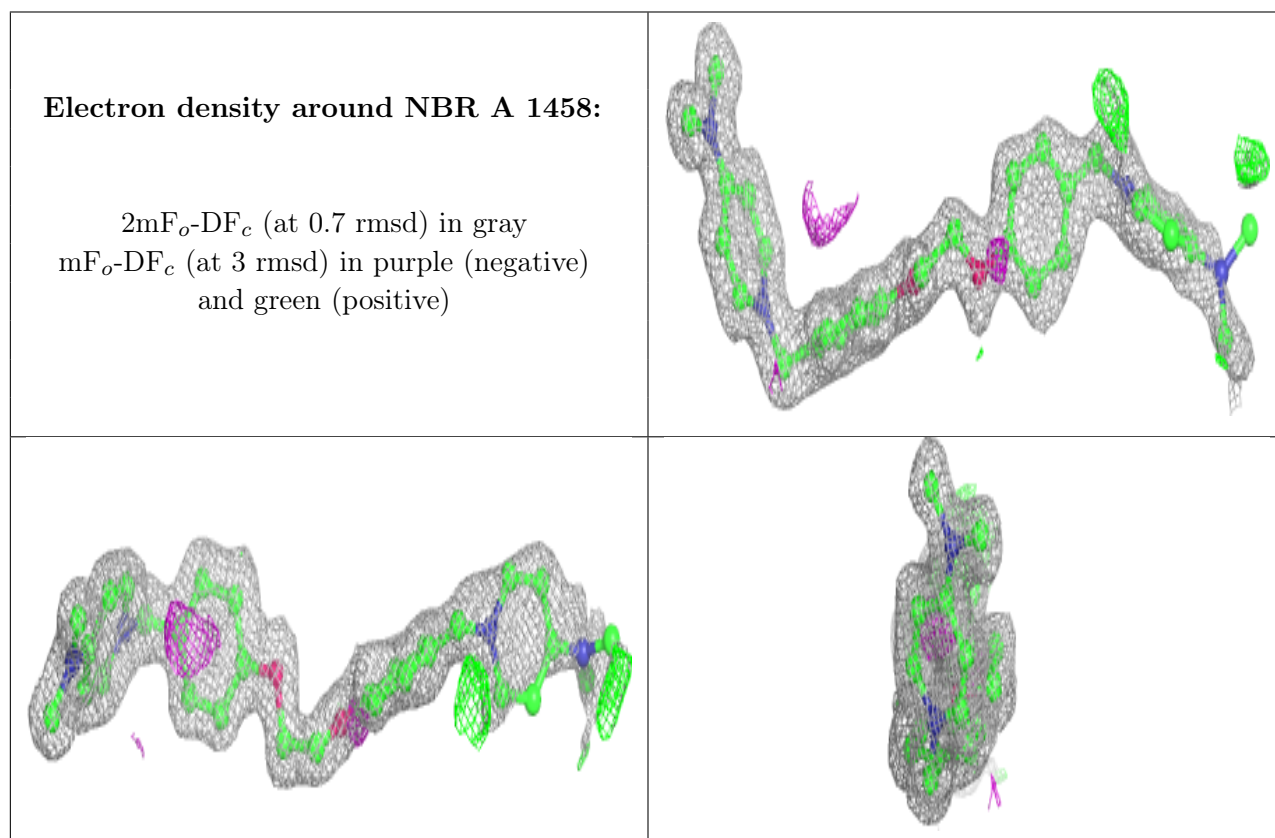 Electron density around NBR A 1458:
2mFo-DFc (at 0.7 rmsd) in gray
mFo-DFc (at 3 rmsd) in purple (negative)
and green (positive)